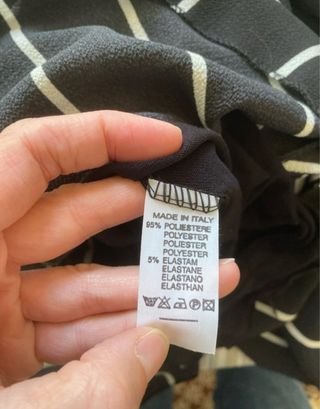 MADE IN ITALY
95% POLIESTERE
POLYESTER
POLIESTER
POLYESTER
5% ELASTAM
ELASTANE
ELASTANO
ELASTHAN